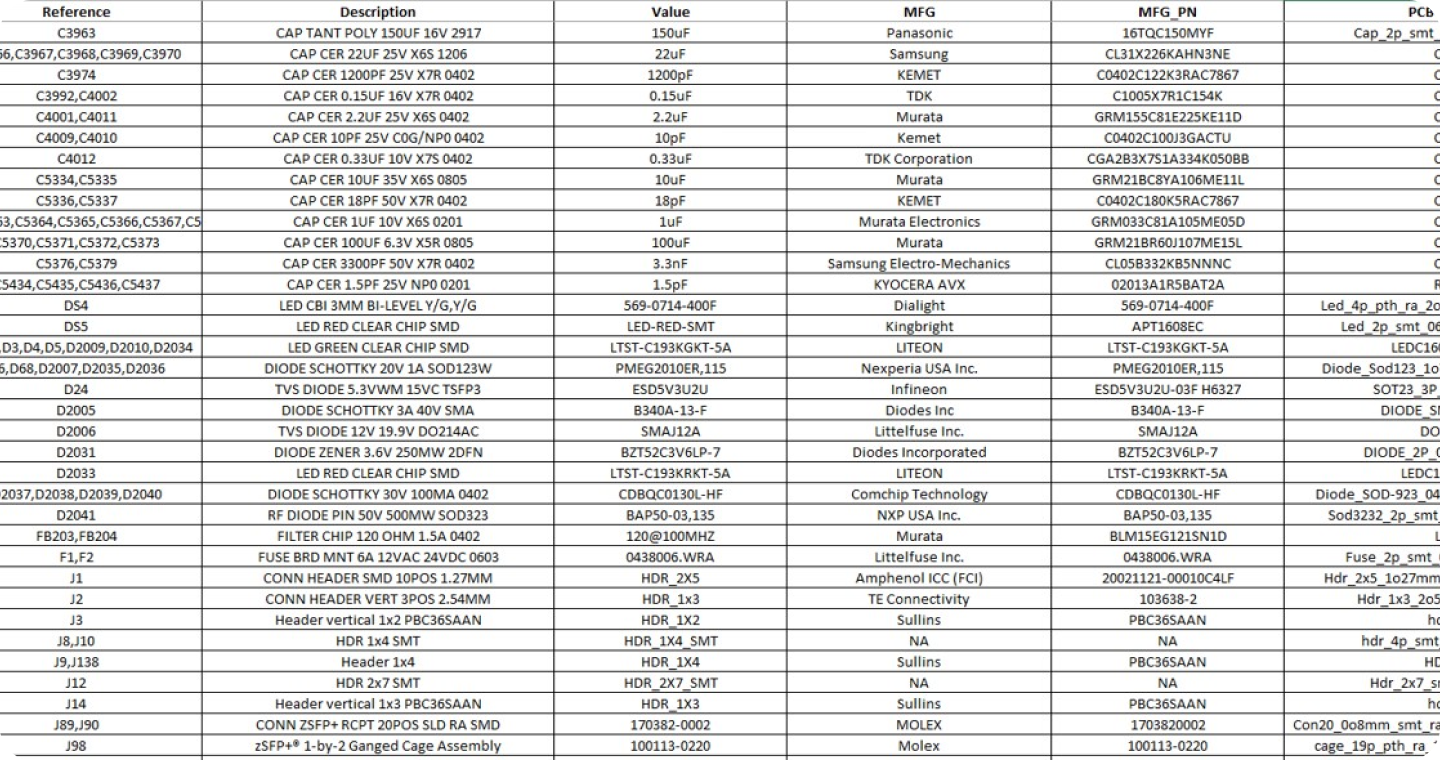 Reference Description Value MFG MFG_PN PCb
C3963 CAP TANT POLY 150UF 16V 2917 150uF Panasonic 16TQC150MYF Cap_2p_smt_
66,C3967,C3968,C3969,C3970 CAP CER 22UF 25V X6S 1206 22uF Samsung CL31X226KAHN3NE C
C3974 CAP CER 1200PF 25V X7R 0402 1200pF KEMET C0402C122K3RAC7867 C
C3992,C4002 CAP CER 0.15UF 16V X7R 0402 0.15uF TDK C1005X7R1C154K C
C4001,C4011 CAP CER 2.2UF 25V X6S 0402 2.2uF Murata GRM155C81E225KE11D C
C4009,C4010 CAP CER 10PF 25V C0G/NP0 0402 10pF Kemet C0402C100J3GACTU C
C4012 CAP CER 0.33UF 10V X7S 0402 0.33uF TDK Corporation CGA2B3X7S1A334K050BB C
C5334,C5335 CAP CER 10UF 35V X6S 0805 10uF Murata GRM21BC8YA106ME11L C
C5336,C5337 CAP CER 18PF 50V X7R 0402 18pF KEMET C0402C180K5RAC7867 C
63,C5364,C5365,C5366,C5367,C5 CAP CER 1UF 10V X6S 0201 1uF Murata Electronics GRM033C81A105ME05D C
C5370,C5371,C5372,C5373 CAP CER 100UF 6.3V X5R 0805 100uF Murata GRM21BR60J107ME15L C
C5376,C5379 CAP CER 3300PF 50V X7R 0402 3.3nF Samsung Electro-Mechanics CL05B332KB5NNNC C
C5434,C5435,C5436,C5437 CAP CER 1.5PF 25V NP0 0201 1.5pF KYOCERA AVX 02013A1R5BAT2A R
DS4 LED CBI 3MM BI-LEVEL Y/G,Y/G 569-0714-400F Dialight 569-0714-400F Led_4p_pth_ra_2o
DS5 LED RED CLEAR CHIP SMD LED-RED-SMT Kingbright APT1608EC Led_2p_smt_06
,D3,D4,D5,D2009,D2010,D2034 LED GREEN CLEAR CHIP SMD LTST-C193KGKT-5A LITEON LTST-C193KGKT-5A LEDC160
6,D68,D2007,D2035,D2036 DIODE SCHOTTKY 20V 1A SOD123W PMEG2010ER,115 Nexperia USA Inc. PMEG2010ER,115 Diode_Sod123_1o
D24 TVS DIODE 5.3VWM 15VC TSFP3 ESD5V3U2U Infineon ESD5V3U2U-03F H6327 SOT23_3P_
D2005 DIODE SCHOTTKY 3A 40V SMA B340A-13-F Diodes Inc B340A-13-F DIODE_SM
D2006 TVS DIODE 12V 19.9V DO214AC SMAJ12A Littelfuse Inc. SMAJ12A DO
D2031 DIODE ZENER 3.6V 250MW 2DFN BZT52C3V6LP-7 Diodes Incorporated BZT52C3V6LP-7 DIODE_2P_0
D2033 LED RED CLEAR CHIP SMD LTST-C193KRKT-5A LITEON LTST-C193KRKT-5A LEDC1
2037,D2038,D2039,D2040 DIODE SCHOTTKY 30V 100MA 0402 CDBQC0130L-HF Comchip Technology CDBQC0130L-HF Diode_SOD-923_04
D2041 RF DIODE PIN 50V 500MW SOD323 BAP50-03,135 NXP USA Inc. BAP50-03,135 Sod3232_2p_smt_
FB203,FB204 FILTER CHIP 120 OHM 1.5A 0402 120@100MHZ Murata BLM15EG121SN1D L
F1,F2 FUSE BRD MNT 6A 12VAC 24VDC 0603 0438006.WRA Littelfuse Inc. 0438006.WRA Fuse_2p_smt_
J1 CONN HEADER SMD 10POS 1.27MM HDR_2X5 Amphenol ICC (FCI) 20021121-00010C4LF Hdr_2x5_1o27mm
J2 CONN HEADER VERT 3POS 2.54MM HDR_1x3 TE Connectivity 103638-2 Hdr_1x3_2o5
J3 Header vertical 1x2 PBC36SAAN HDR_1X2 Sullins PBC36SAAN hd
J8,J10 HDR 1x4 SMT HDR_1X4_SMT NA NA hdr_4p_smt
J9,J138 Header 1x4 HDR_1X4 Sullins PBC36SAAN HD
J12 HDR 2x7 SMT HDR_2X7_SMT NA NA Hdr_2x7_s
J14 Header vertical 1x3 PBC36SAAN HDR_1X3 Sullins PBC36SAAN hd
J89,J90 CONN ZSFP+ RCPT 20POS SLD RA SMD 170382-0002 MOLEX 1703820002 Con20_0o8mm_smt_ra
J98 zSFP+® 1-by-2 Ganged Cage Assembly 100113-0220 Molex 100113-0220 cage_19p_pth_ra_